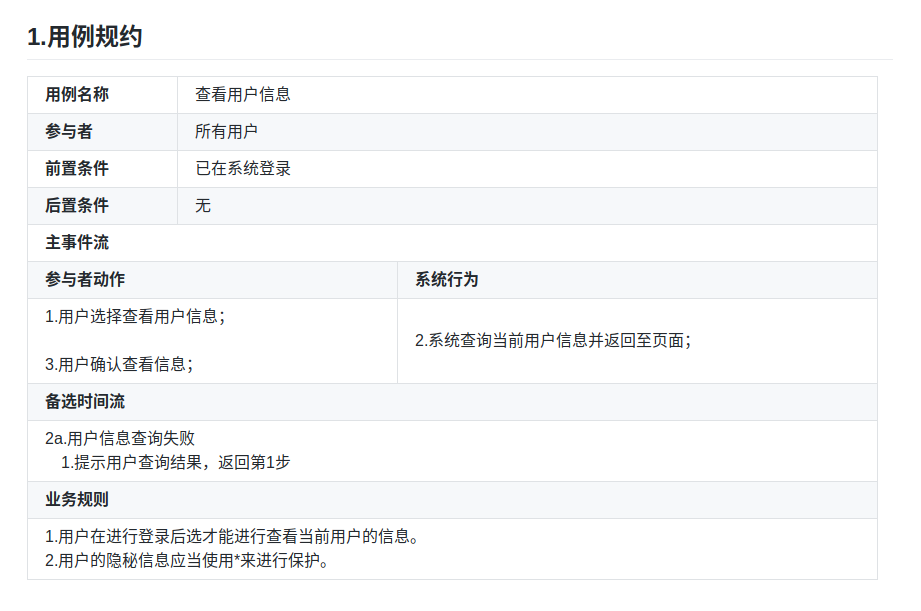 1.用例规约
用例名称 查看用户信息
参与者 所有用户
前置条件 已在系统登录
后置条件 无
主事件流
参与者动作 系统行为
1.用户选择查看用户信息；
2.系统查询当前用户信息并返回至页面；
3.用户确认查看信息；
备选时间流
2a.用户信息查询失败
1.提示用户查询结果，返回第1步
业务规则
1.用户在进行登录后选才能进行查看当前用户的信息。
2.用户的隐秘信息应当使用*来进行保护。